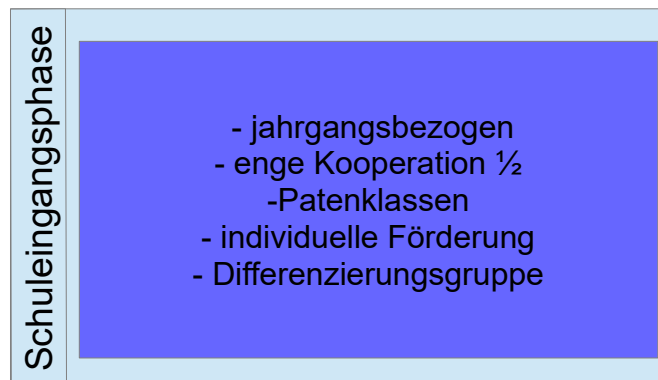 Schuleingangsphase
- jahrgangsbezogen
- enge Kooperation ½
-Patenklassen
- individuelle Förderung
- Differenzierungsgruppe